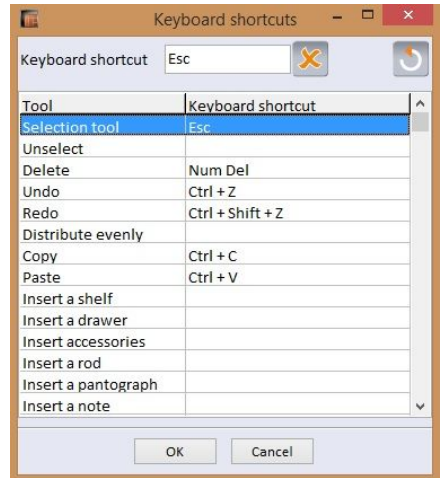 Keyboard shortcuts
Keyboard shortcut Esc
Tool Keyboard shortcut
Selection tool Esc
Unselect
Delete Num Del
Undo Ctrl + Z
Redo Ctrl + Shift + Z
Distribute evenly
Copy Ctrl + C
Paste Ctrl + V
Insert a shelf
Insert a drawer
Insert accessories
Insert a rod
Insert a pantograph
Insert a note
OK Cancel